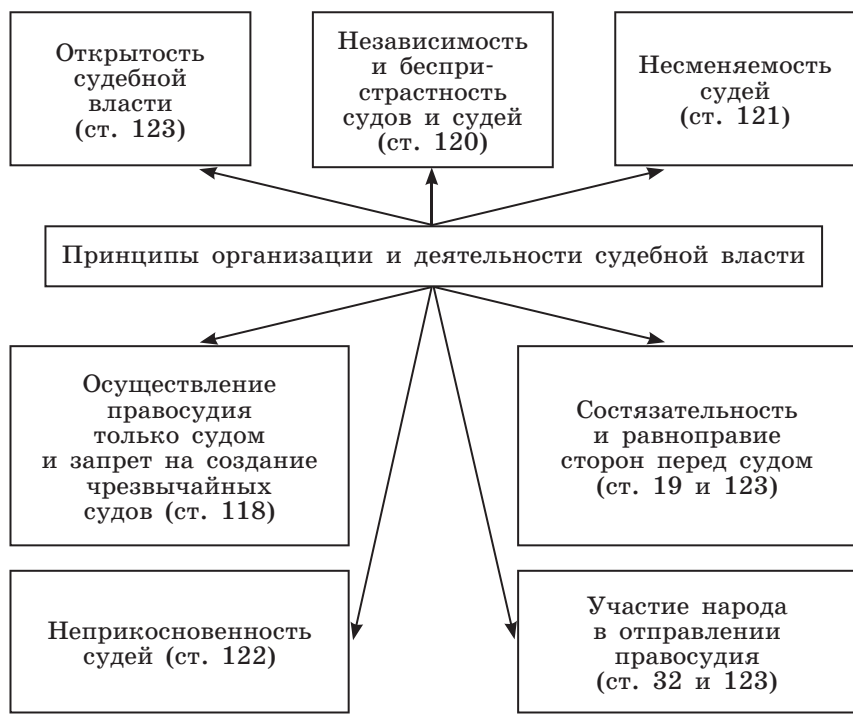 Открытость
судебной
власти
(ст. 123)
Независимость
и беспри-
страстность
судов и судей
(ст. 120)
Несменяемость
судей
(ст. 121)
Принципы организации и деятельности судебной власти
Осуществление
правосудия
только судом
и запрет на создание
чрезвычайных
судов (ст. 118)
Состязательность
и равноправие
сторон перед судом
(ст. 19 и 123)
Неприкосновенность
судей (ст. 122)
Участие народа
в отправлении
правосудия
(ст. 32 и 123)